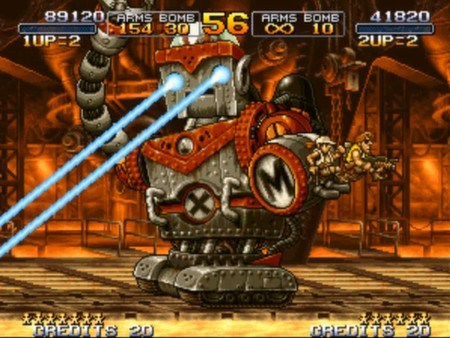 89120 ARMS BOMB 56 ARMS BOMB 41820
1UP=2 154 30 ∞ 10 2UP=2
M
X
CREDITS 20 CREDITS 20